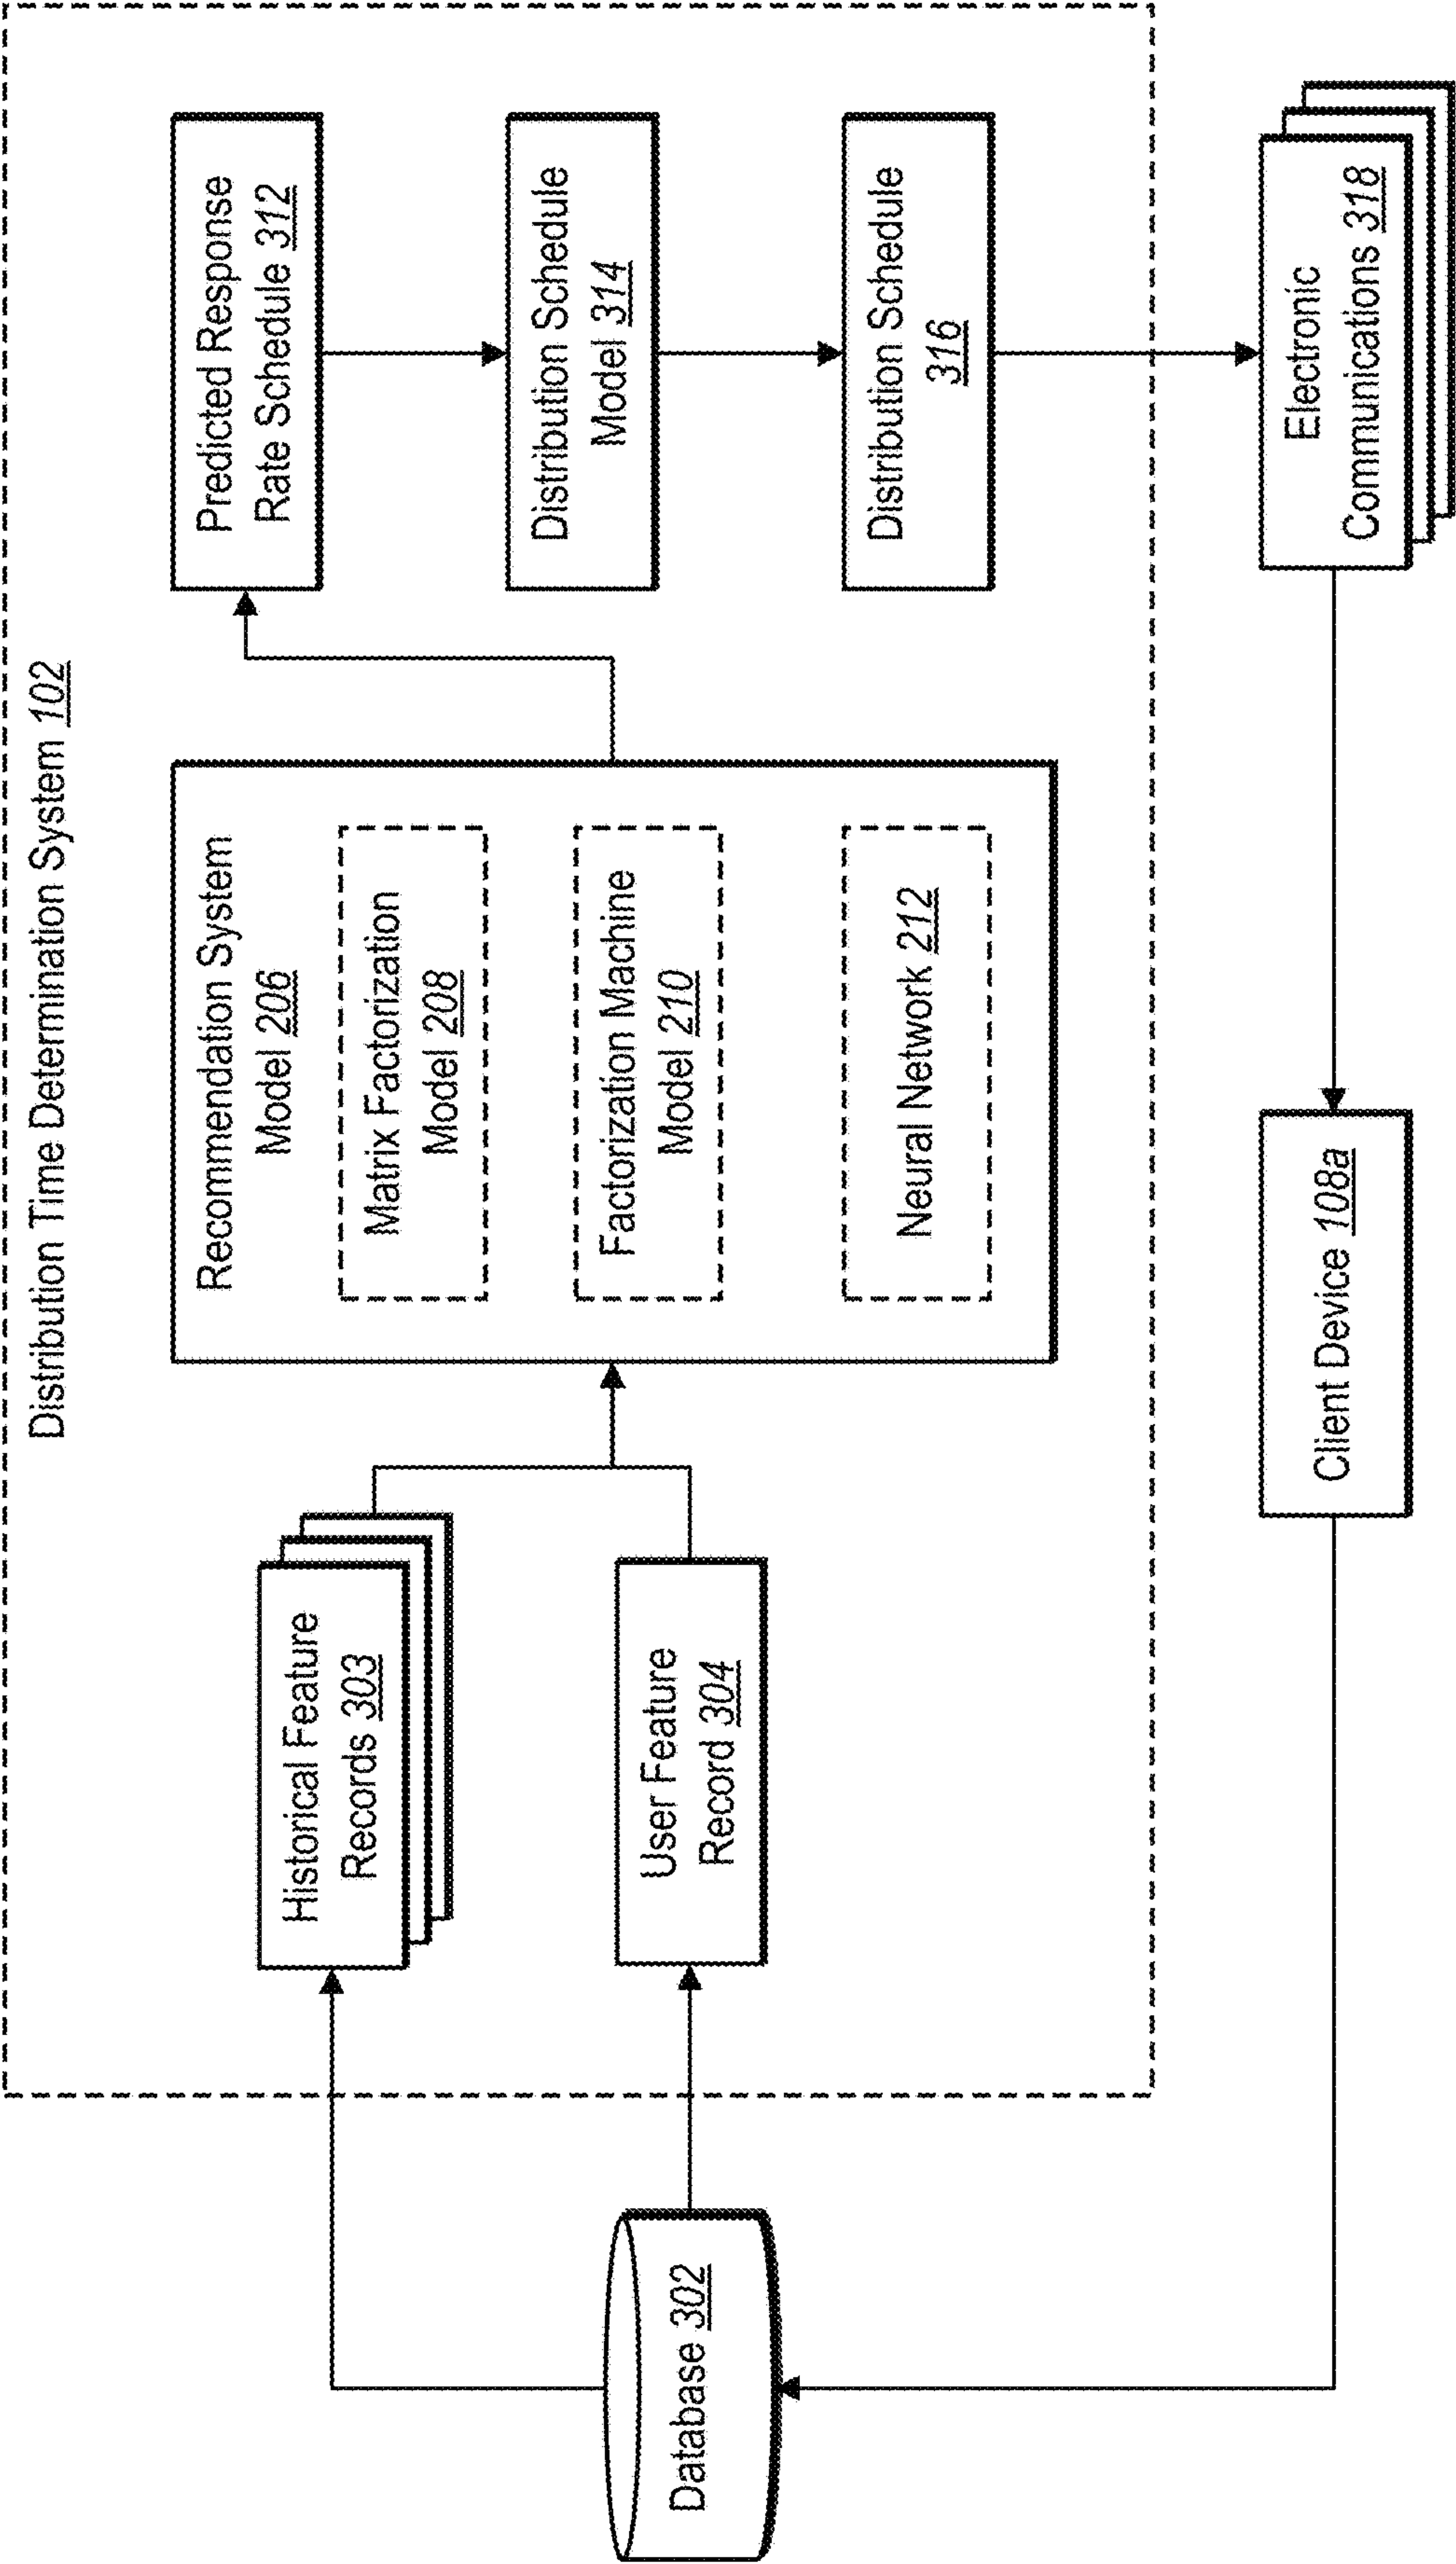 Distribution Time Determination System 102
Database 302
Historical Feature
Records 303
User Feature
Record 304
Recommendation System
Model 206
Matrix Factorization
Model 208
Factorization Machine
Model 210
Neural Network 212
Predicted Response
Rate Schedule 312
Distribution Schedule
Model 314
Distribution Schedule
316
Electronic
Communications 318
Client Device 108a